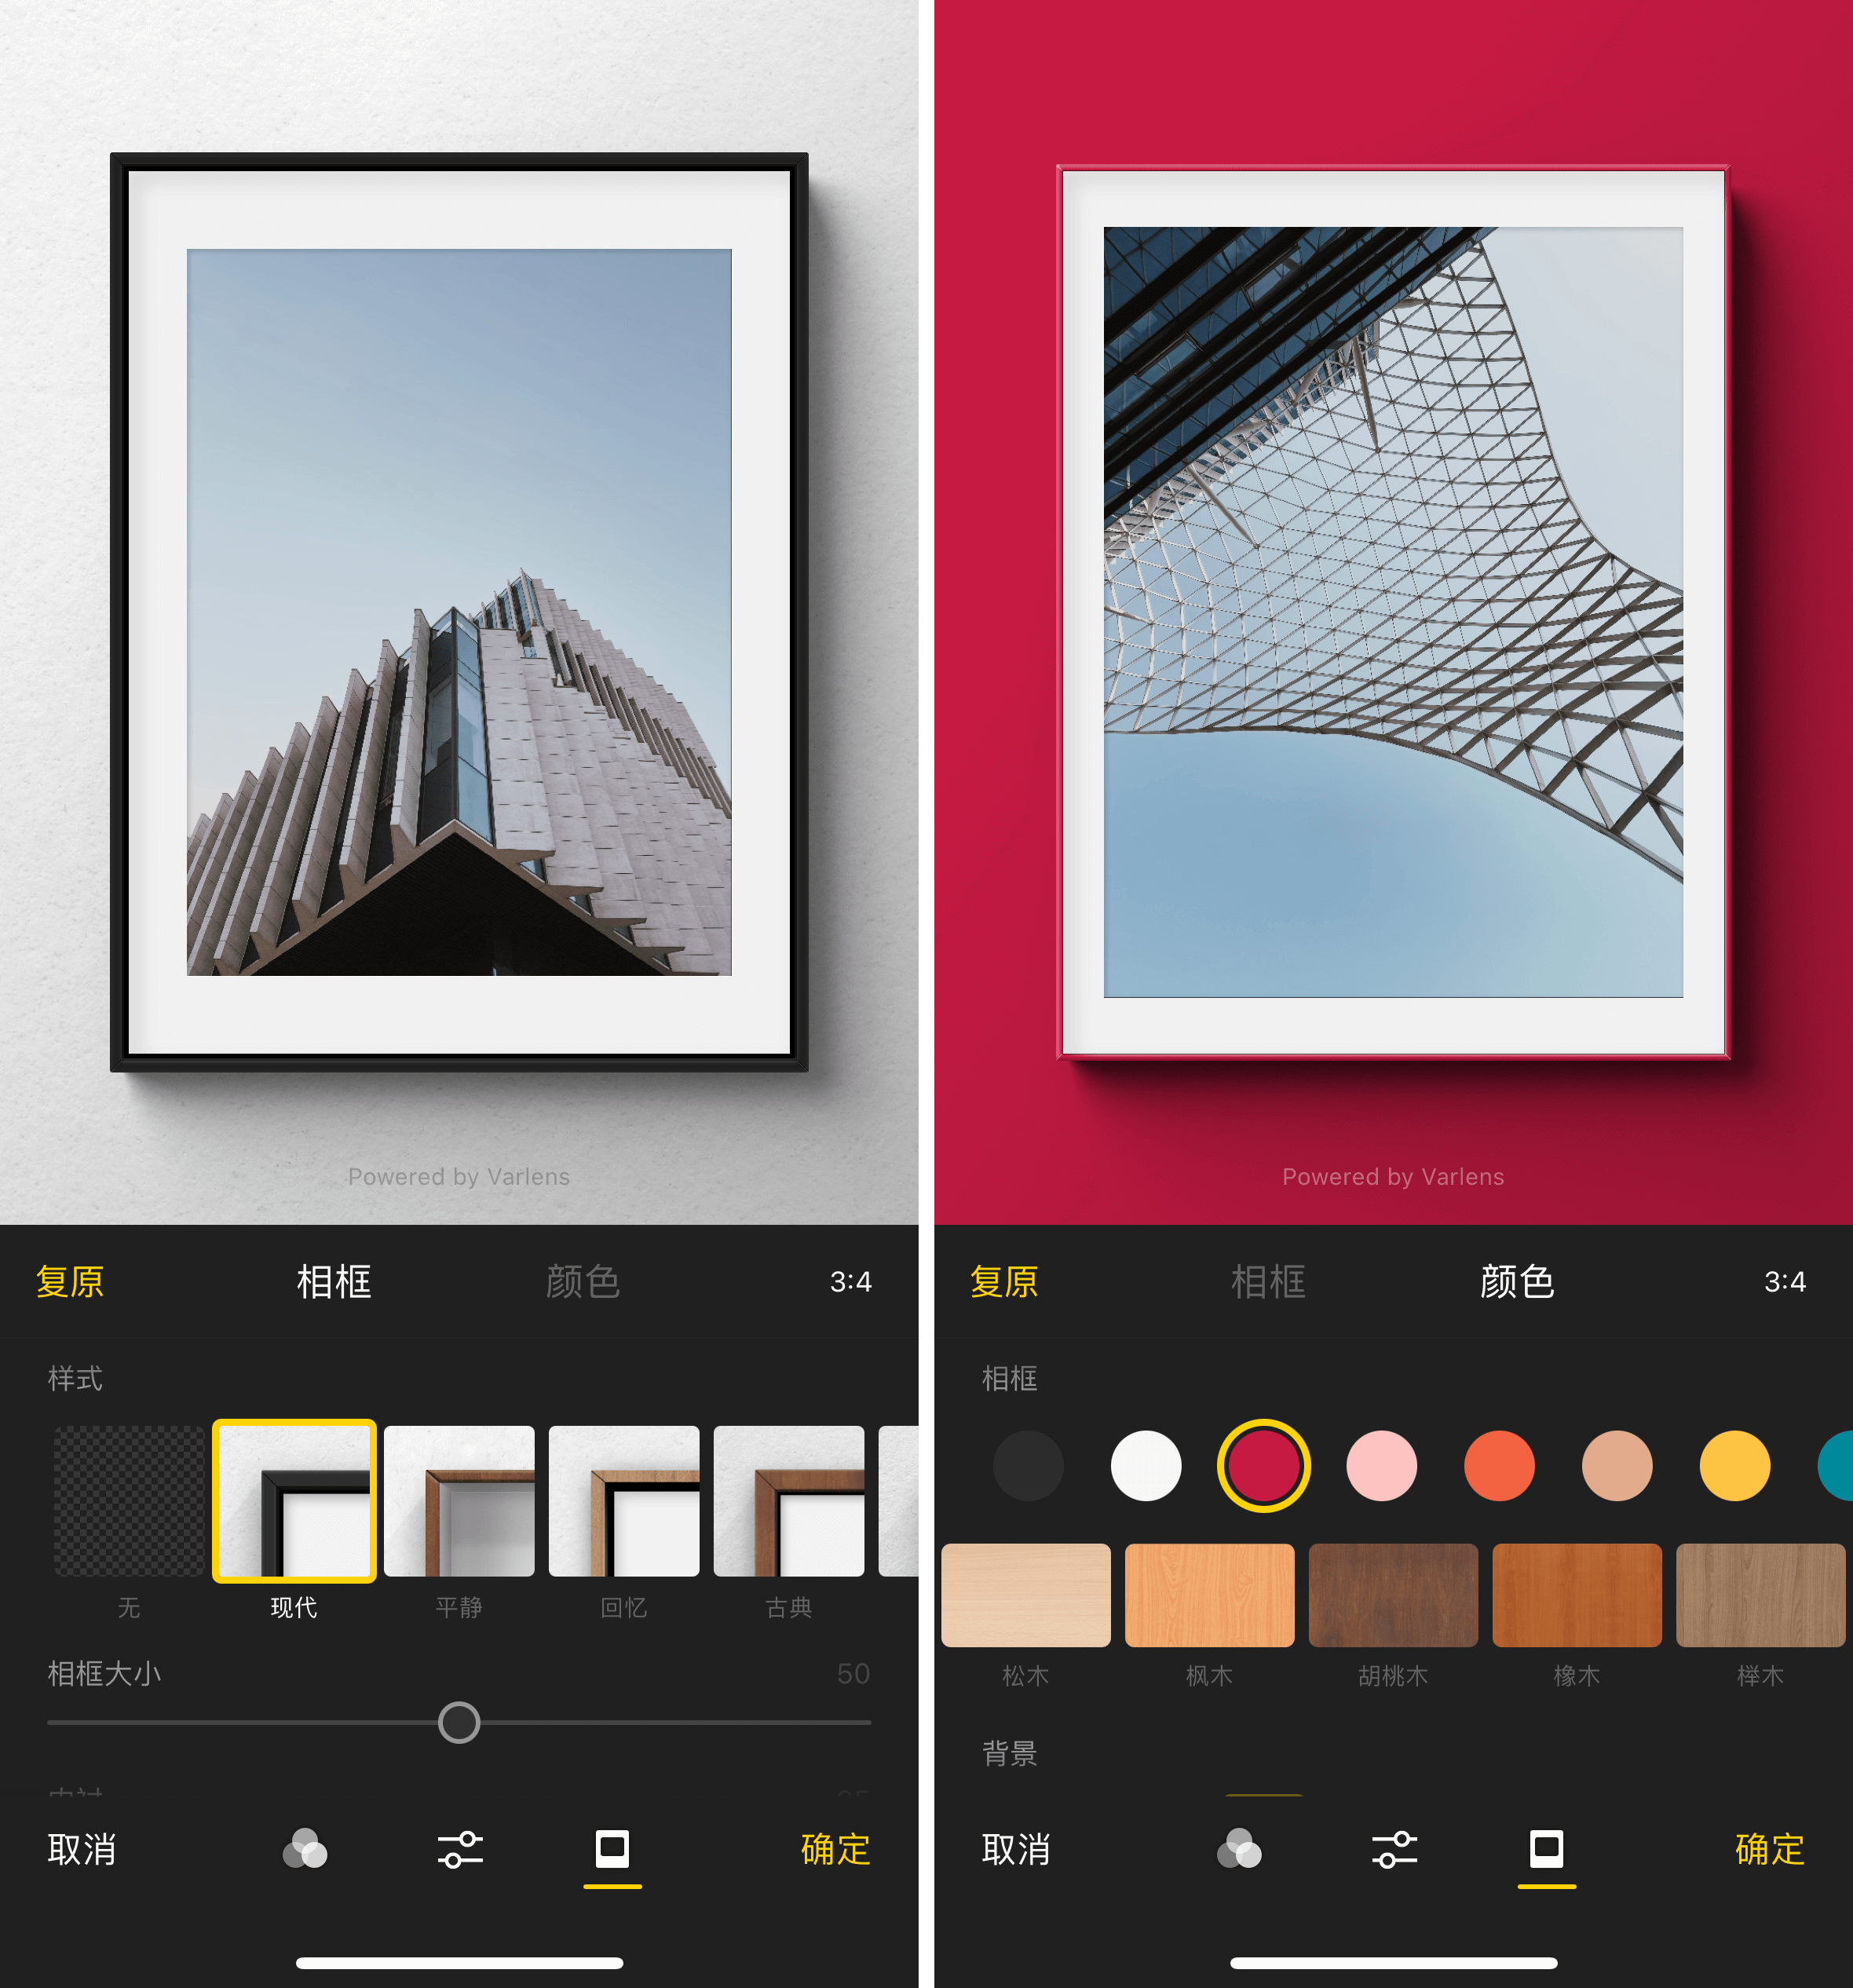 Powered by Varlens
复原 相框 颜色 3:4
样式
无 现代 平静 回忆 古典
相框大小 50
取消 确定
Powered by Varlens
复原 相框 颜色 3:4
相框
松木 枫木 胡桃木 橡木 榉木
背景
取消 确定